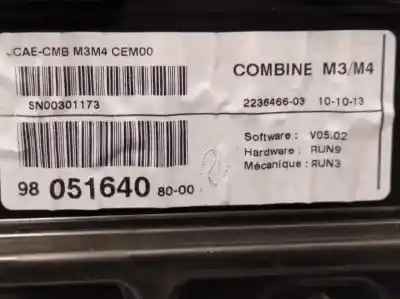 JCAE-CMB M3M4 CEM00
COMBINE M3/M4
SN00301173
2236466-03 10-10-13
Software : V05.02
Hardware : RUN9
Mécanique : RUN3
98 051640 80-00